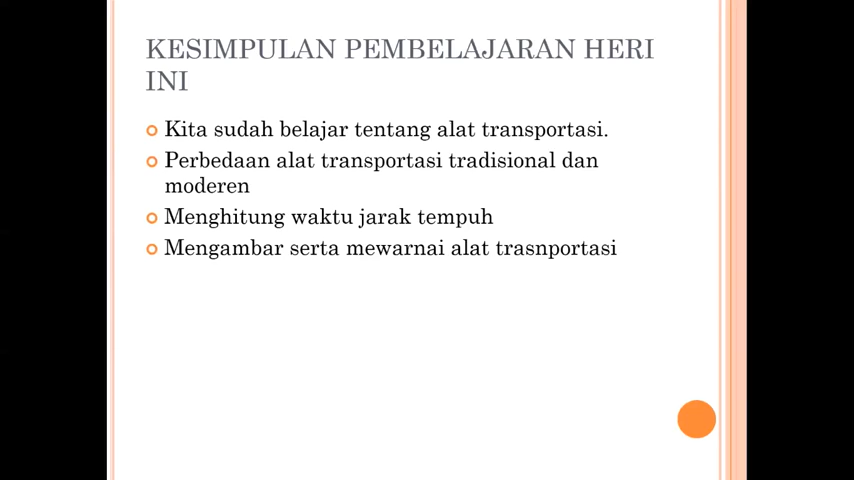 KESIMPULAN PEMBELAJARAN HERI
INI
Kita sudah belajar tentang alat transportasi.
Perbedaan alat transportasi tradisional dan
moderen
Menghitung waktu jarak tempuh
Mengambar serta mewarnai alat trasnportasi